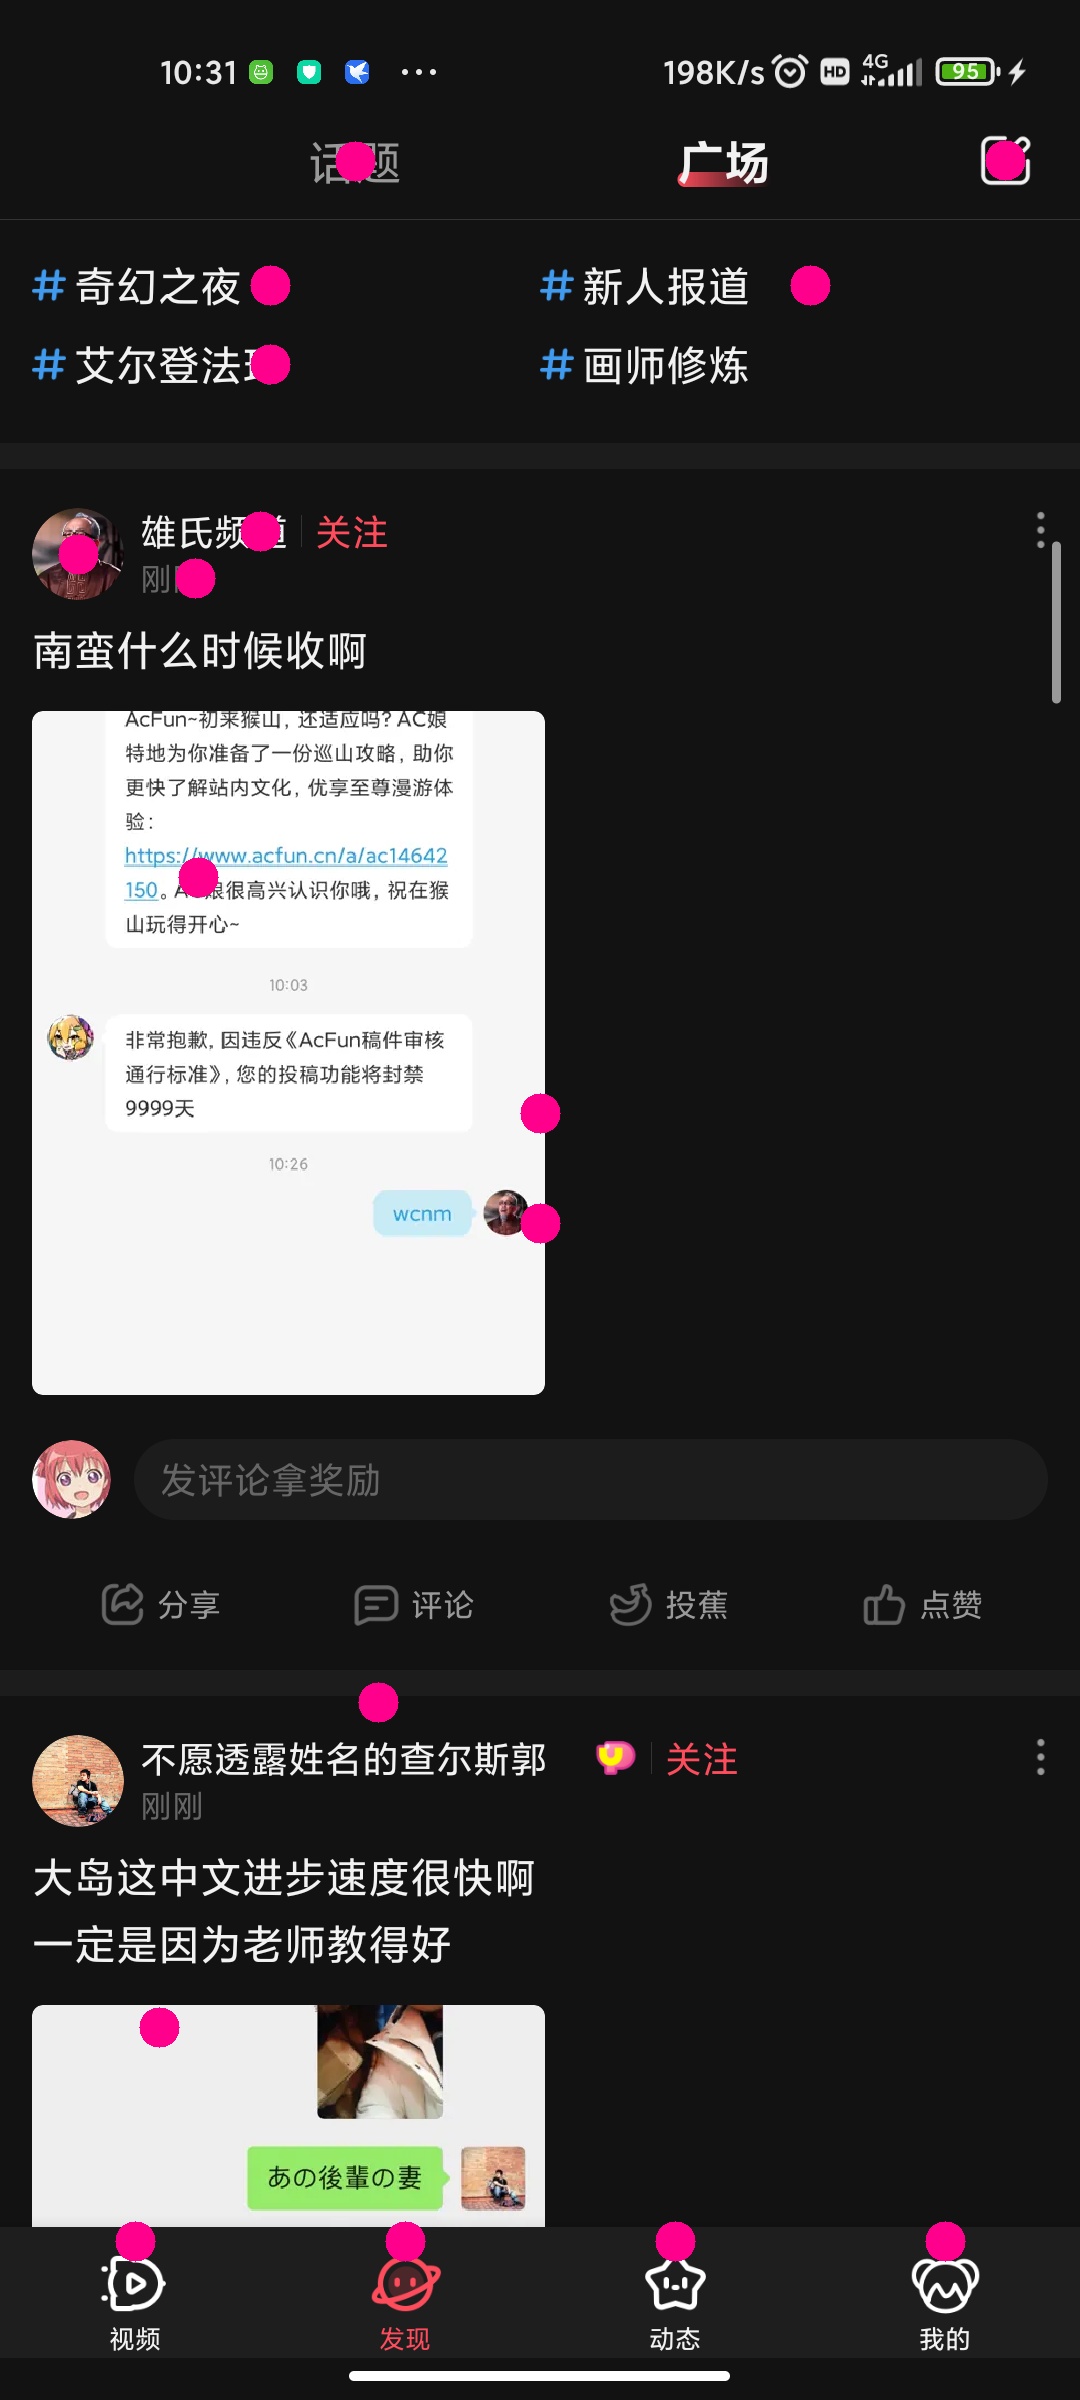 10:31
198K/s HD 4G 95
广场
#奇幻之夜
#新人报道
#艾尔登法
#画师修炼
雄氏 关注
刚
南蛮什么时候收啊
AcFun~初来猴山，还适应吗？AC娘
特地为你准备了一份巡山攻略，助你
更快了解站内文化，优享至尊漫游体
验：
https://www.acfun.cn/a/ac14642
150。A 娘很高兴认识你哦，祝在猴
山玩得开心~
10:03
非常抱歉，因违反《AcFun稿件审核
通行标准》，您的投稿功能将封禁
9999天
10:26
wcnm
发评论拿奖励
分享
评论
投蕉
点赞
不愿透露姓名的查尔斯郭 关注
刚刚
大岛这中文进步速度很快啊
一定是因为老师教得好
あの後輩の妻
视频
发现
动态
我的